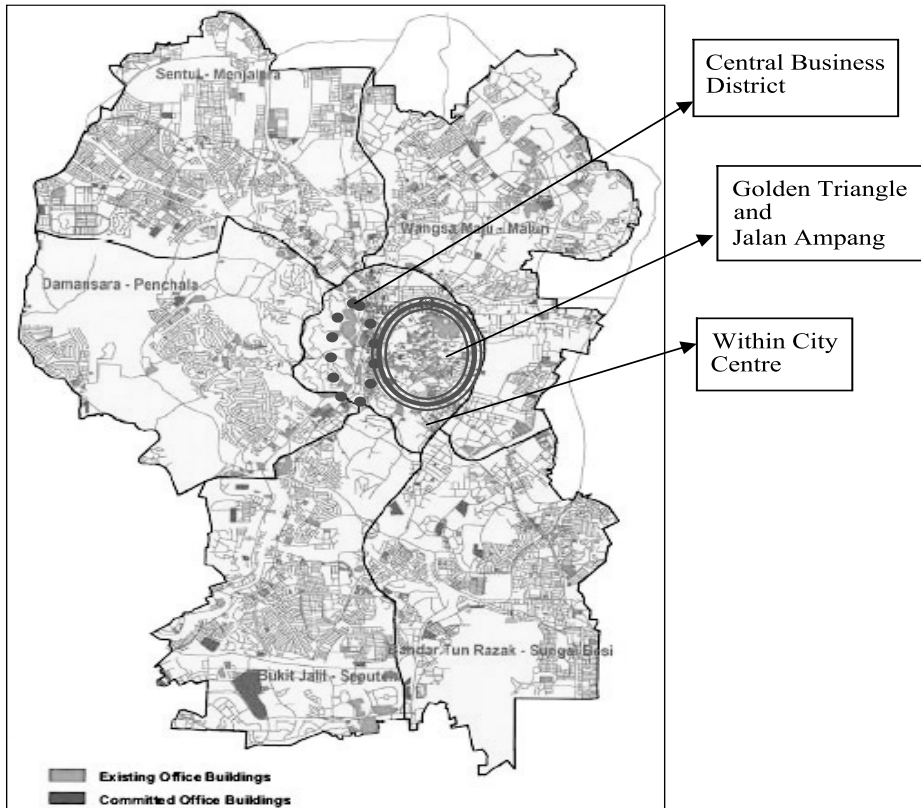 Central Business
District
Sentul - Menjalara
Golden Triangle
and
Jalan Ampang
Wangsa Maju - Maluri
Damansara - Penchala
Within City
Centre
Bandar Tun Razak - Sungai Besi
Bukit Jalil - Seputeh
Existing Office Buildings
Committed Office Buildings